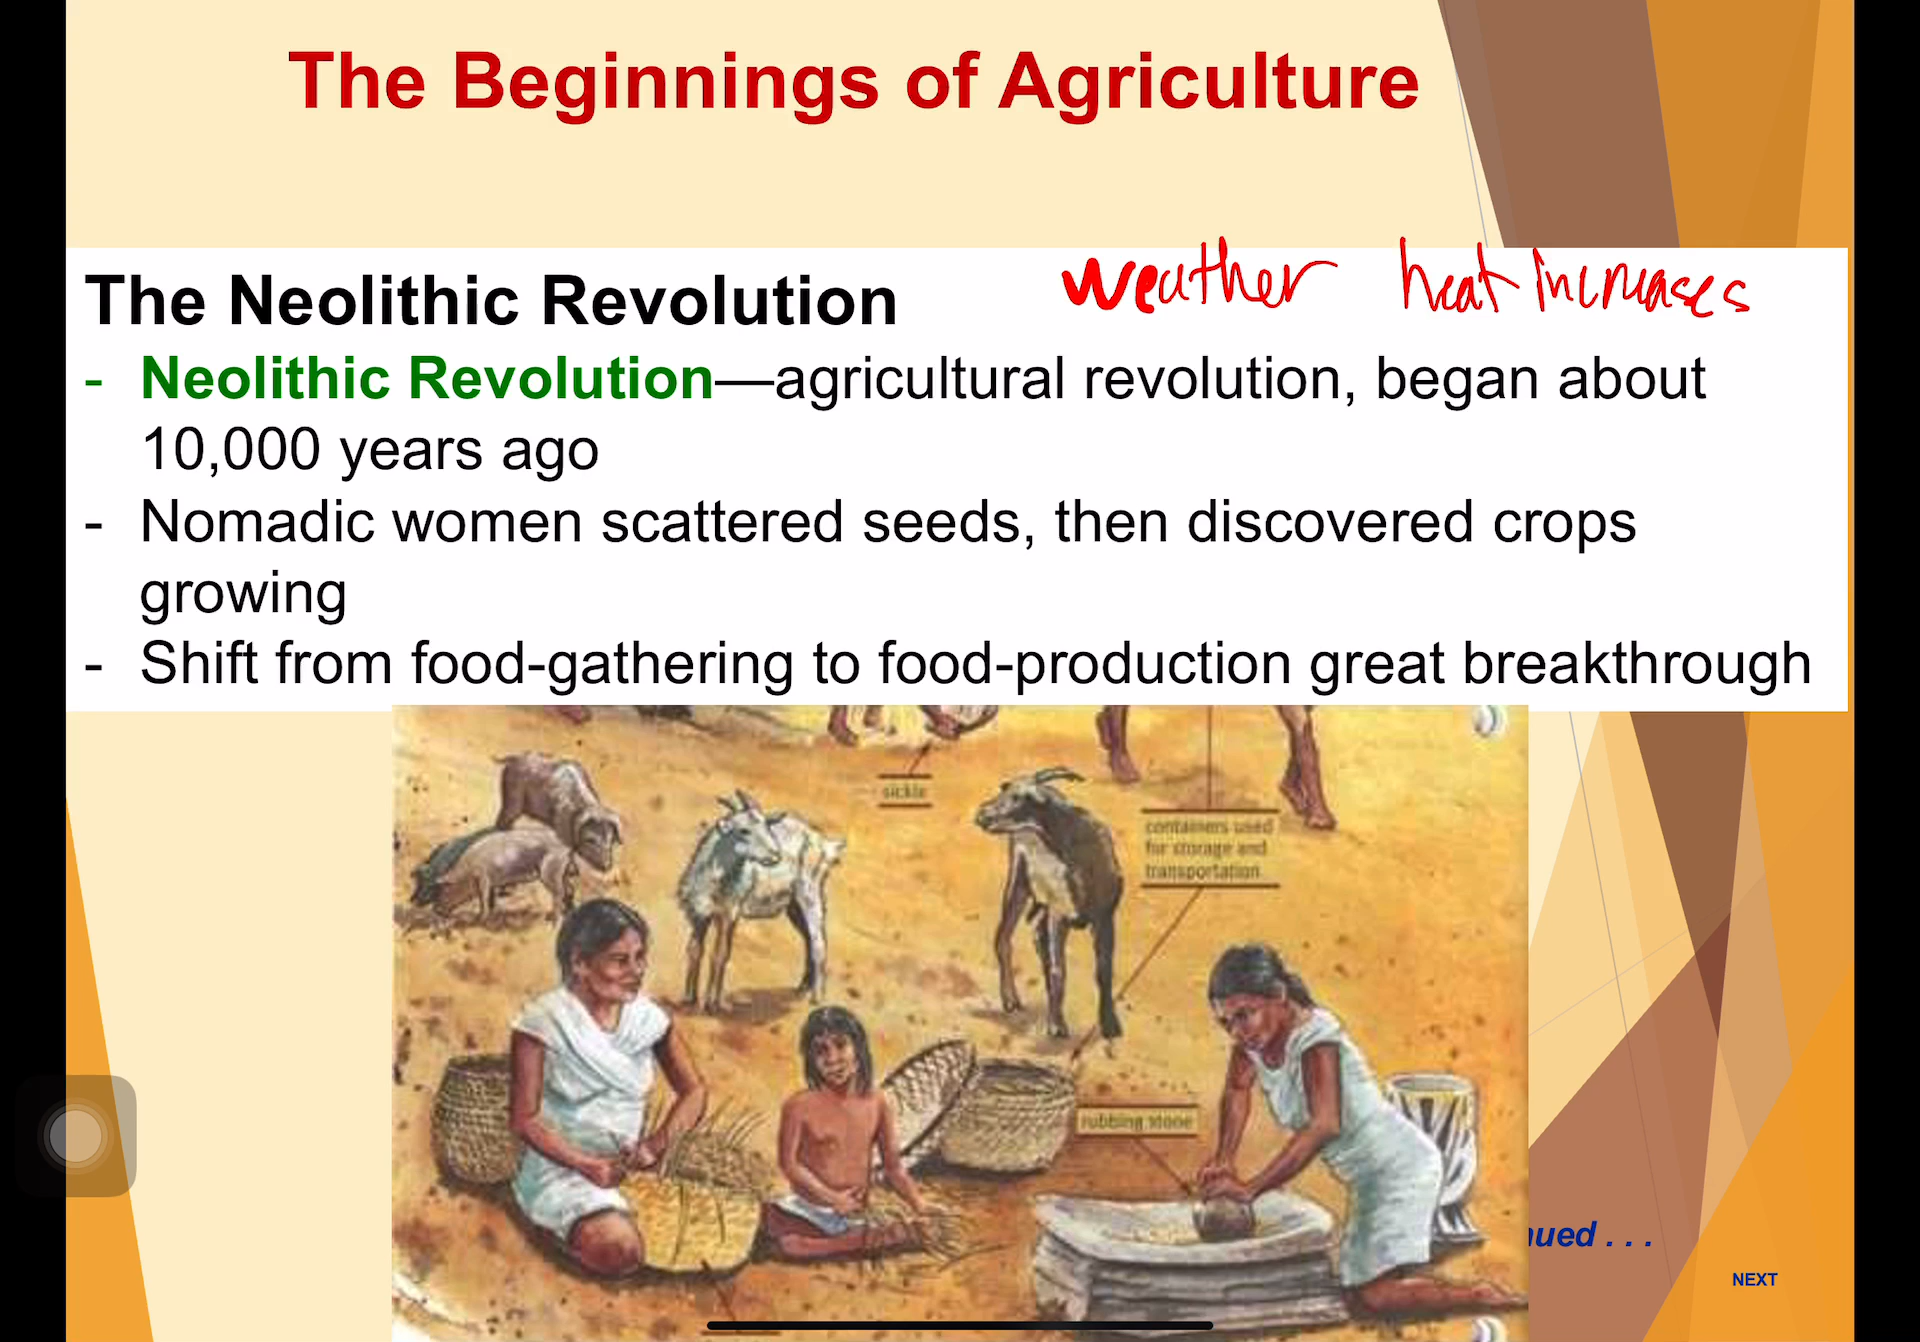 The Beginnings of Agriculture
weather heat increases
The Neolithic Revolution
- Neolithic Revolution—agricultural revolution, began about
10,000 years ago
- Nomadic women scattered seeds, then discovered crops
growing
- Shift from food-gathering to food-production great breakthrough
sickle
containers used
for storage and
transportation
rubbing stone
nued . . .
NEXT